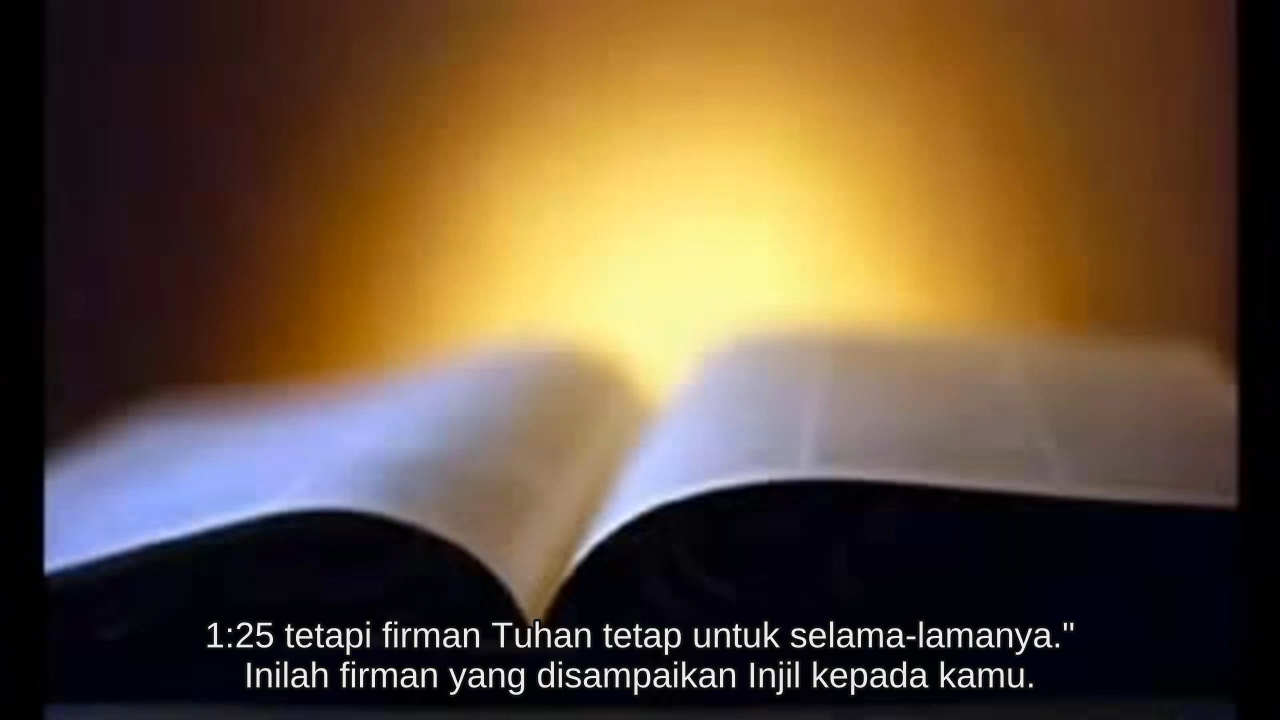 1:25 tetapi firman Tuhan tetap untuk selama-lamanya."
Inilah firman yang disampaikan Injil kepada kamu.